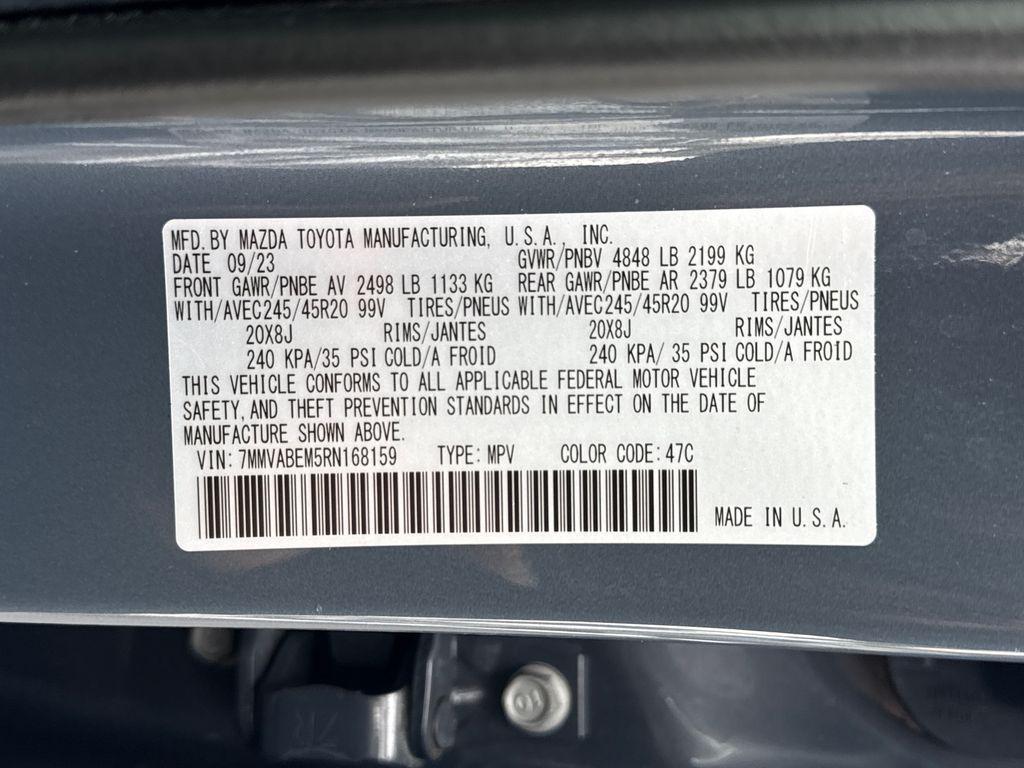 MFD. BY MAZDA TOYOTA MANUFACTURING, U.S.A., INC.
DATE 09/23 GVWR/PNBV 4848 LB 2199 KG
FRONT GAWR/PNBE AV 2498 LB 1133 KG REAR GAWR/PNBE AR 2379 LB 1079 KG
WITH/AVEC245/45R20 99V TIRES/PNEUS WITH/AVEC245/45R20 99V TIRES/PNEUS
20X8J RIMS/JANTES 20X8J RIMS/JANTES
240 KPA/35 PSI COLD/A FROID 240 KPA/ 35 PSI COLD/A FROID
THIS VEHICLE CONFORMS TO ALL APPLICABLE FEDERAL MOTOR VEHICLE
SAFETY, AND THEFT PREVENTION STANDARDS IN EFFECT ON THE DATE OF
MANUFACTURE SHOWN ABOVE.
VIN: 7MMVABEM5RN168159 TYPE: MPV COLOR CODE: 47C
MADE IN U.S.A.